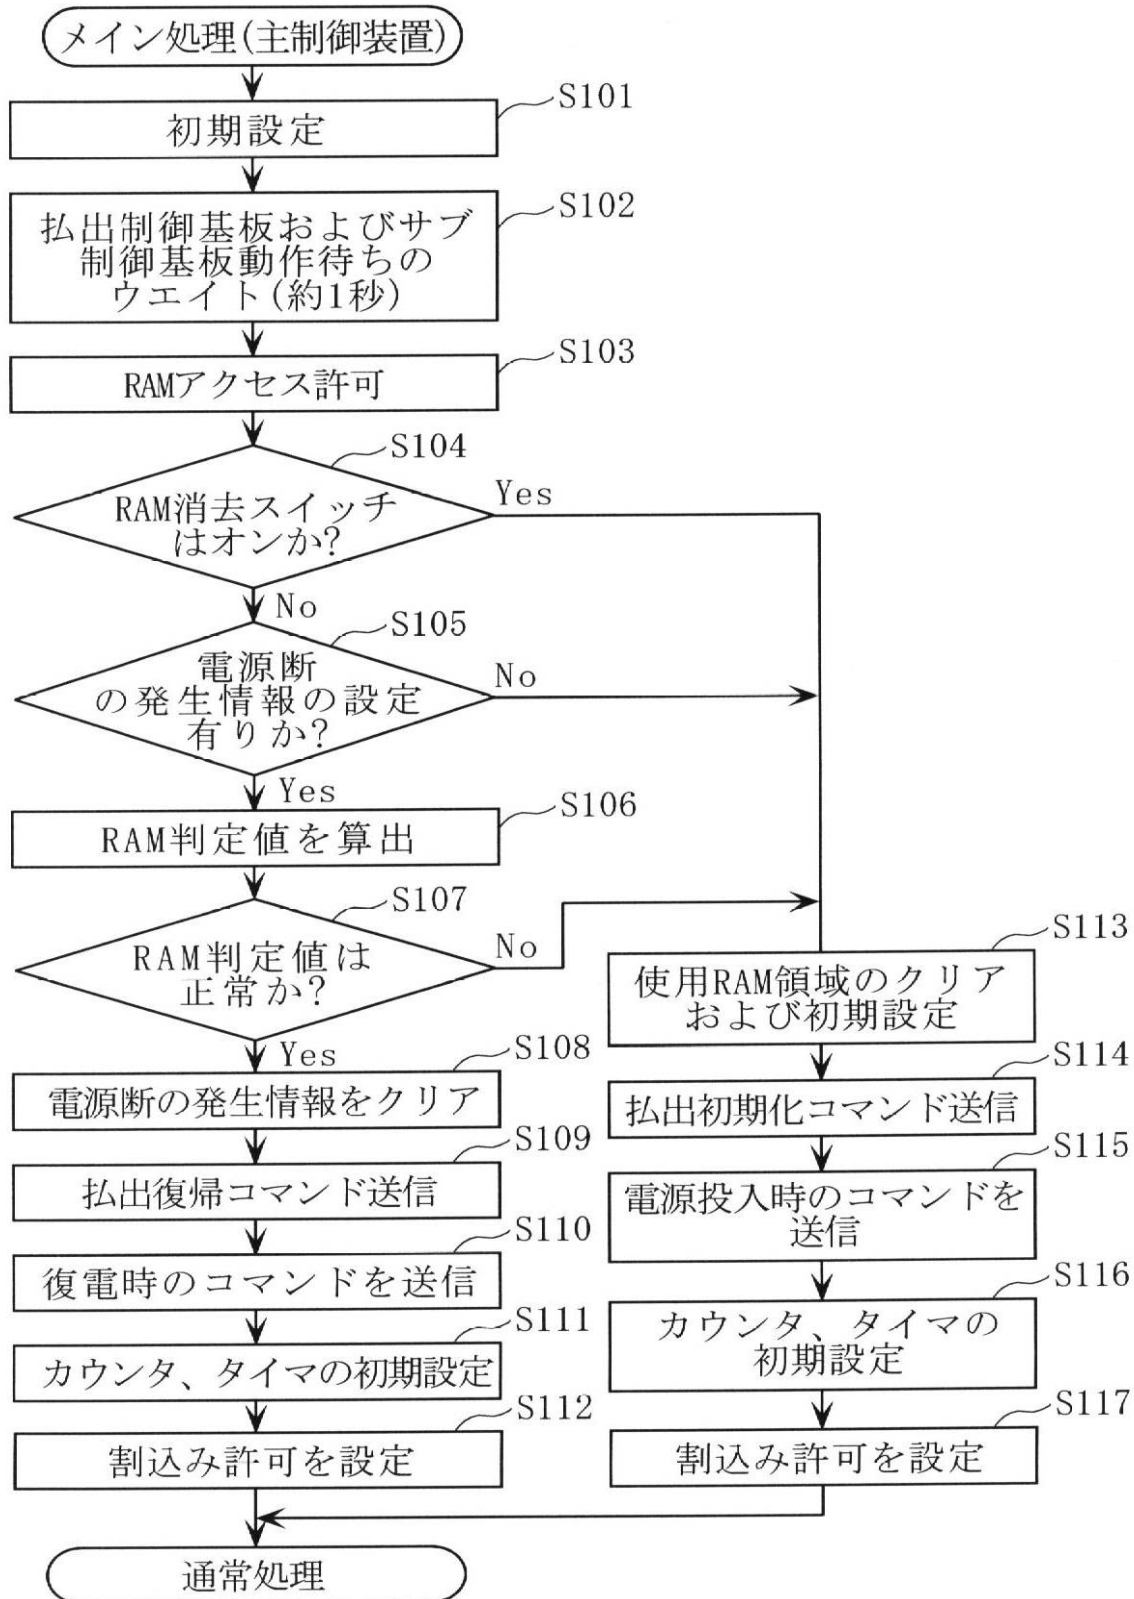 メイン処理(主制御装置)
S101
初期設定
S102
払出制御基板およびサブ
制御基板動作待ちの
ウエイト(約1秒)
S103
RAMアクセス許可
S104
RAM消去スイッチ
はオンか?
Yes
No
S105
電源断
の発生情報の設定
有りか?
No
Yes
S106
RAM判定値を算出
S107
RAM判定値は
正常か?
No
Yes
S108
電源断の発生情報をクリア
S109
払出復帰コマンド送信
S110
復電時のコマンドを送信
S111
カウンタ、タイマの初期設定
S112
割込み許可を設定
S113
使用RAM領域のクリア
および初期設定
S114
払出初期化コマンド送信
S115
電源投入時のコマンドを
送信
S116
カウンタ、タイマの
初期設定
S117
割込み許可を設定
通常処理